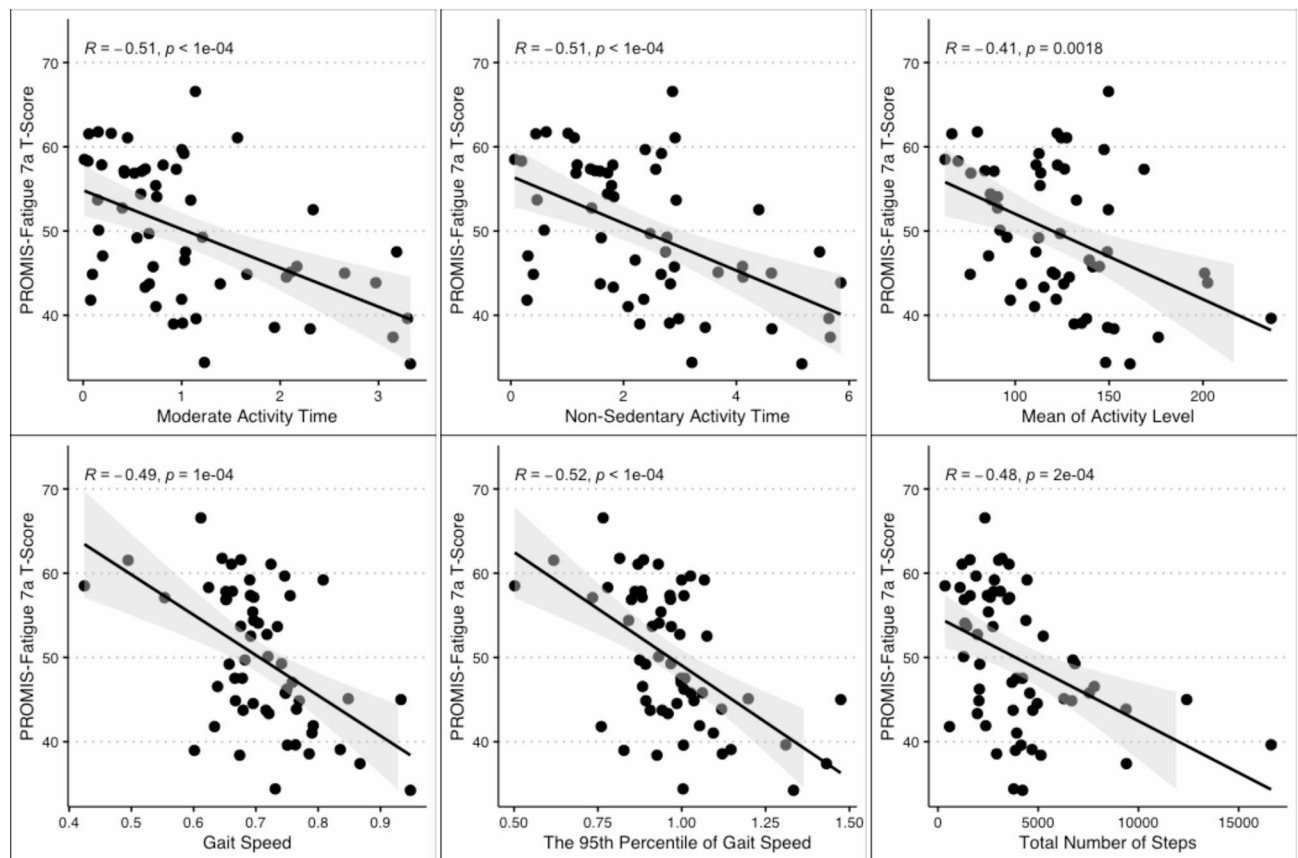 R = −0.51, p < 1e−04
PROMIS-Fatigue 7a T-Score
70
60
50
40
0 1 2 3
Moderate Activity Time
R = −0.51, p < 1e−04
PROMIS-Fatigue 7a T-Score
70
60
50
40
0 2 4 6
Non-Sedentary Activity Time
R = −0.41, p = 0.0018
PROMIS-Fatigue 7a T-Score
70
60
50
40
100 150 200
Mean of Activity Level
R = −0.49, p = 1e−04
PROMIS-Fatigue 7a T-Score
70
60
50
40
0.4 0.5 0.6 0.7 0.8 0.9
Gait Speed
R = −0.52, p < 1e−04
PROMIS-Fatigue 7a T-Score
70
60
50
40
0.50 0.75 1.00 1.25 1.50
The 95th Percentile of Gait Speed
R = −0.48, p = 2e−04
PROMIS-Fatigue 7a T-Score
70
60
50
40
0 5000 10000 15000
Total Number of Steps